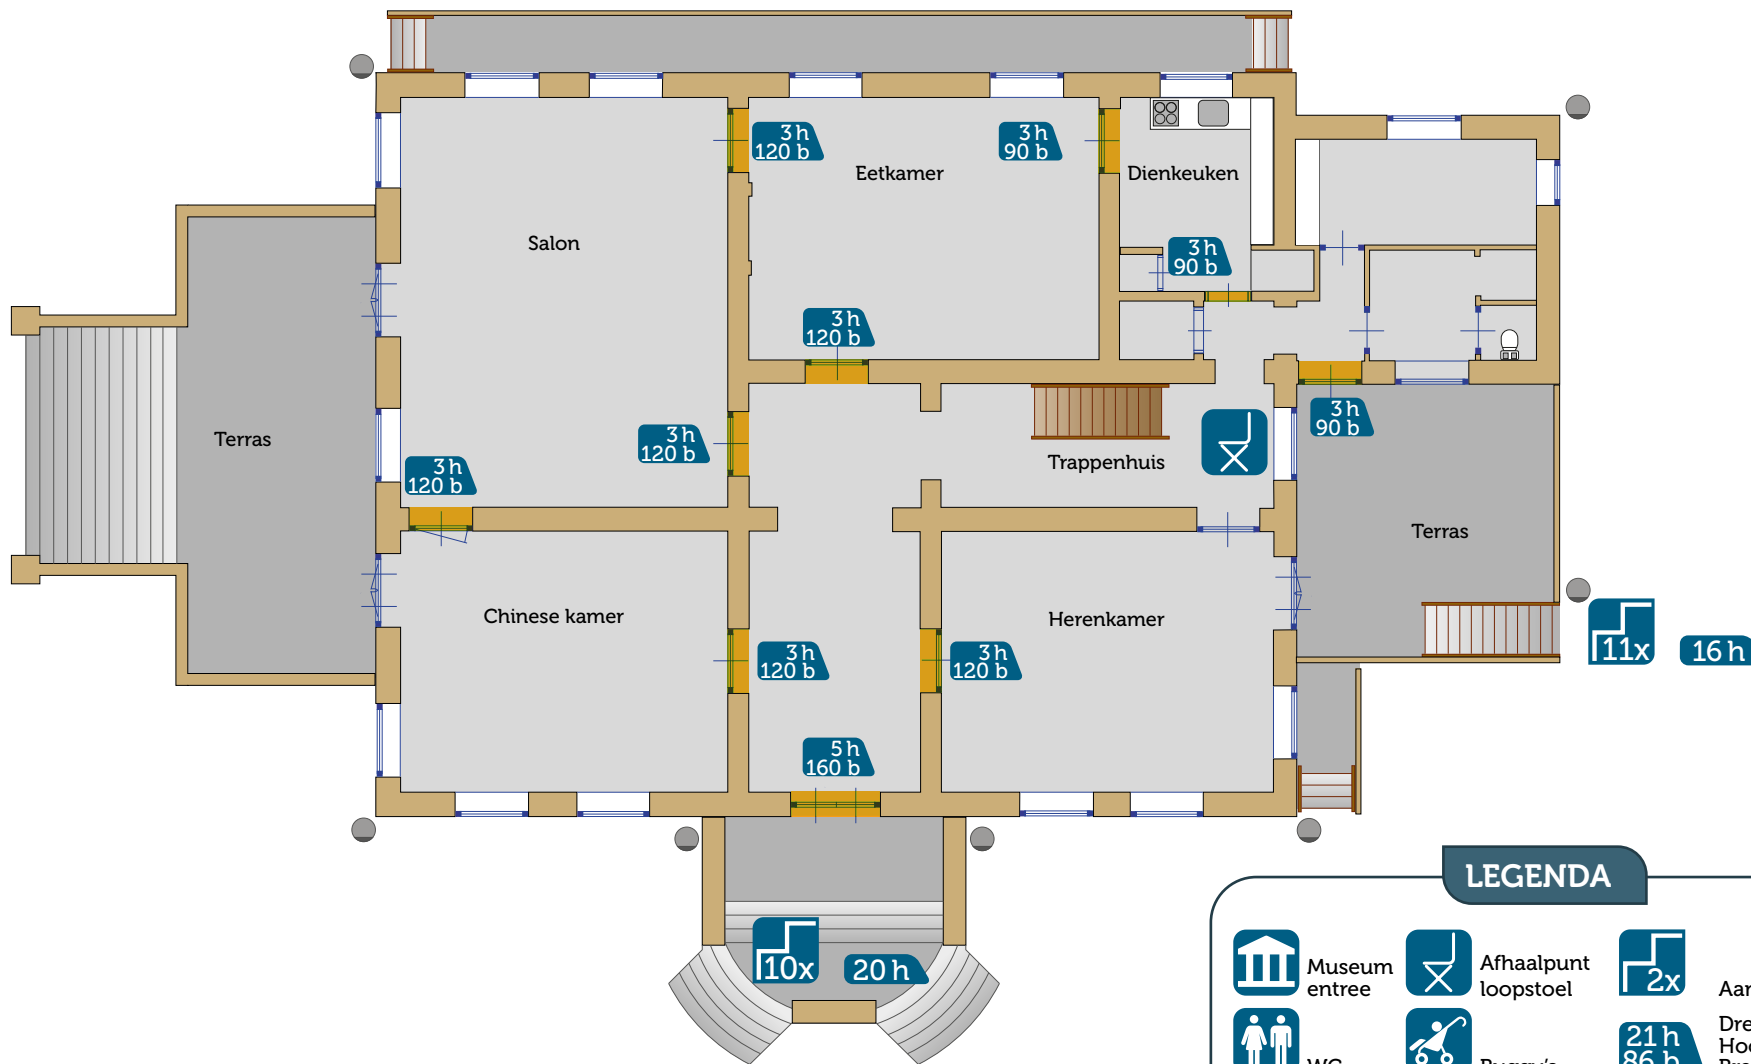 3 h
120 b
3 h
90 b
Eetkamer
Dienkeuken
Salon
3 h
90 b
3 h
120 b
Terras
3 h
120 b
3 h
120 b
Trappenhuis
3 h
90 b
Terras
Chinese kamer
Herenkamer
3 h
120 b
3 h
120 b
11x
16 h
5 h
160 b
10x
20 h
LEGENDA
Museum
entree
Afhaalpunt
loopstoel
2x
21 h
86 b